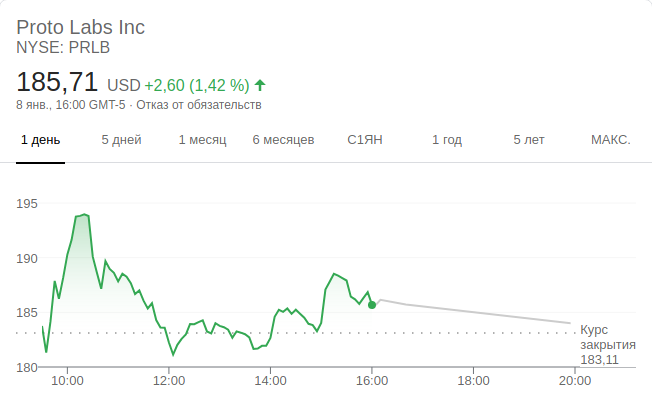 Proto Labs Inc
NYSE: PRLB
185,71 USD +2,60 (1,42 %)
8 янв., 16:00 GMT-5 · Отказ от обязательств
1 день 5 дней 1 месяц 6 месяцев С1ЯН 1 год 5 лет МАКС.
195
190
185
180
Курс
закрытия
183,11
10:00 12:00 14:00 16:00 18:00 20:00